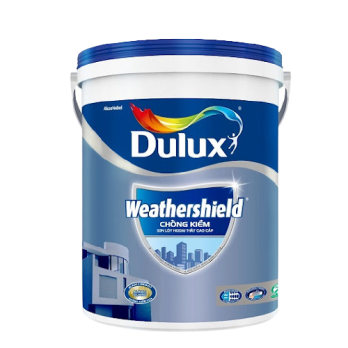 AkzoNobel
Dulux
Weathershield
CHỐNG KIỀM
SƠN LÓT NGOẠI THẤT CAO CẤP